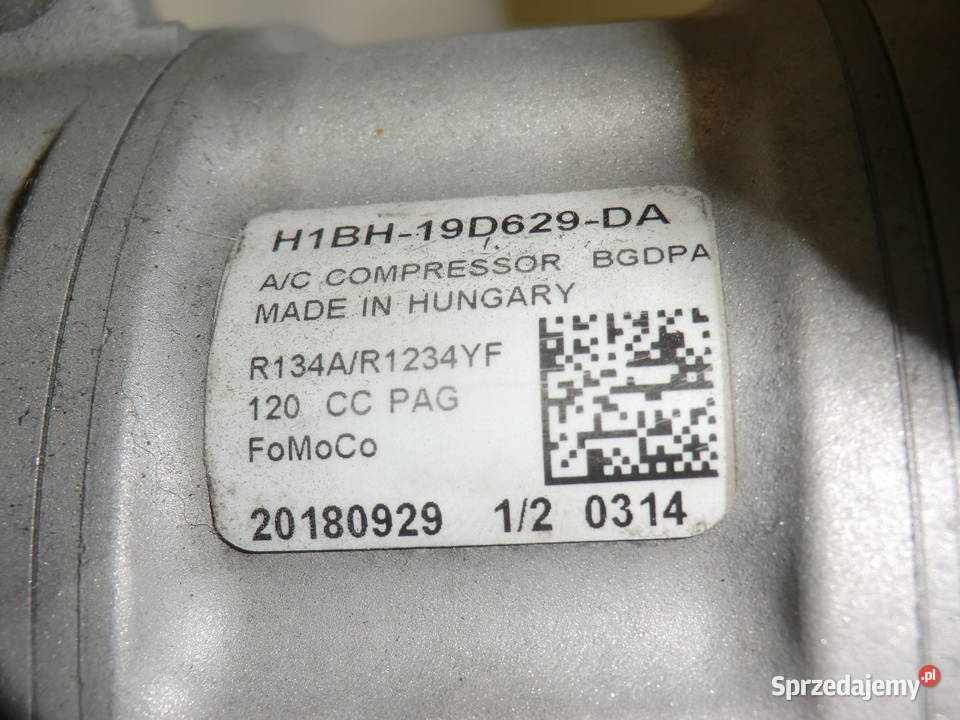 H1BH-19D629-DA
A/C COMPRESSOR BGDPA
MADE IN HUNGARY
R134A/R1234YF
120 CC PAG
FoMoCo
20180929 1/2 0314
Sprzedajemy.pl